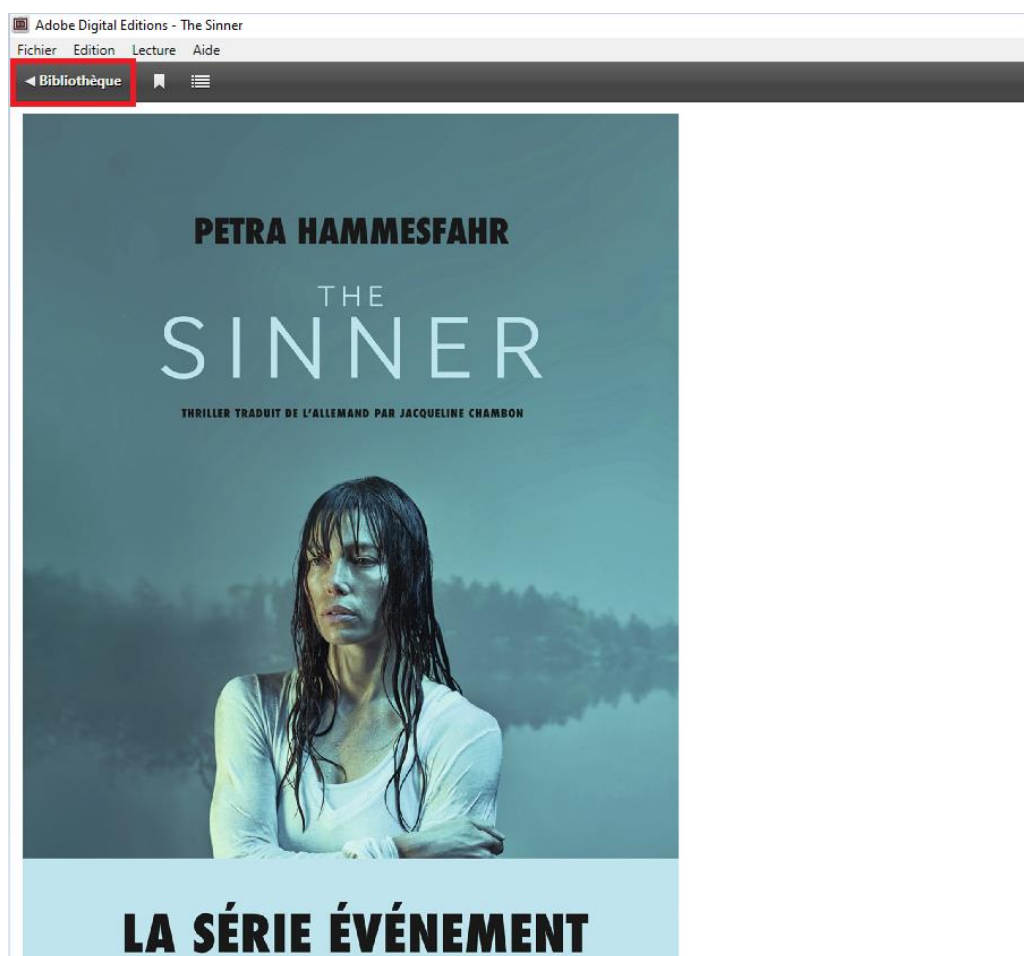 Adobe Digital Editions - The Sinner
Fichier Edition Lecture Aide
◄ Bibliothèque
PETRA HAMMESFAHR
THE
SINNER
THRILLER TRADUIT DE L'ALLEMAND PAR JACQUELINE CHAMBON
LA SÉRIE ÉVÉNEMENT